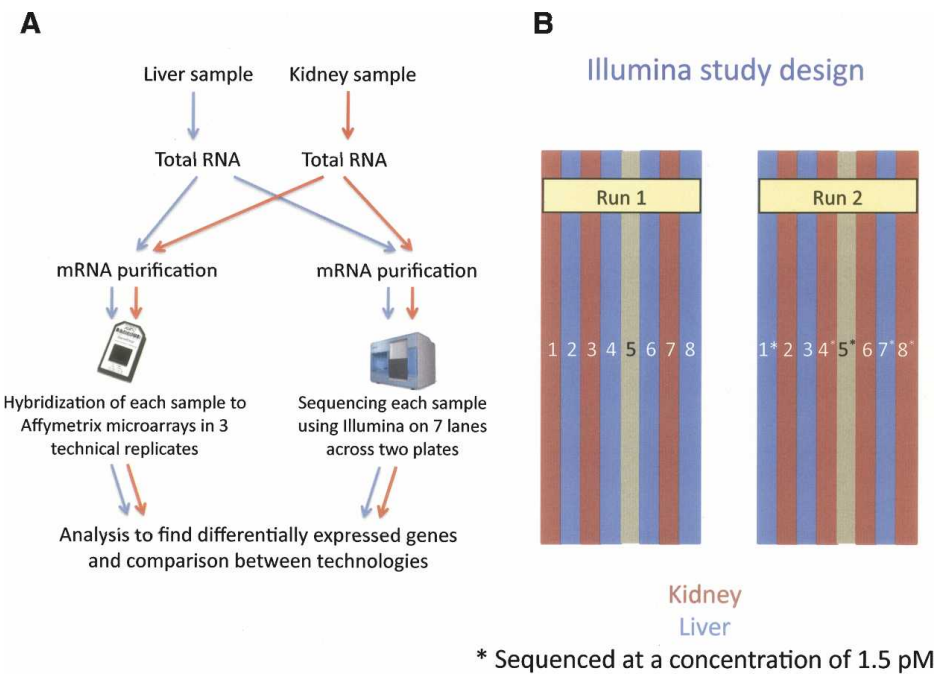 A
Liver sample
Kidney sample
Total RNA
Total RNA
mRNA purification
mRNA purification
Hybridization of each sample to
Affymetrix microarrays in 3
technical replicates
Sequencing each sample
using Illumina on 7 lanes
across two plates
Analysis to find differentially expressed genes
and comparison between technologies
B
Illumina study design
Run 1
Run 2
1 2 3 4 5 6 7 8
1* 2 3 4* 5* 6 7* 8*
Kidney
Liver
* Sequenced at a concentration of 1.5 pM